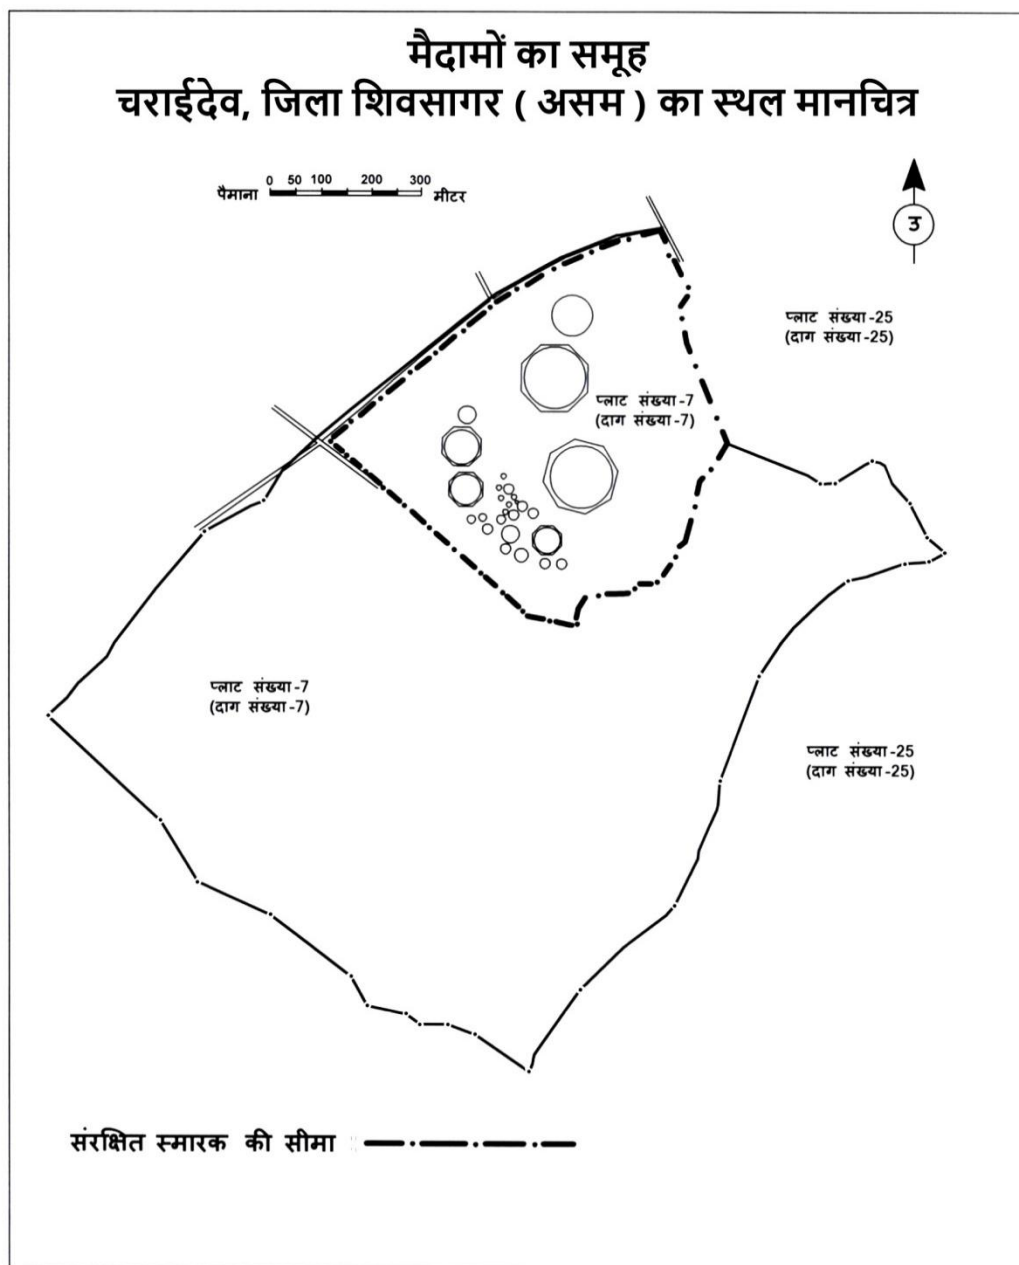 मैदामों का समूह
चराईदेव, जिला शिवसागर ( असम ) का स्थल मानचित्र
पैमाना 0 50 100 200 300 मीटर
उ
प्लाट संख्या-25
(दाग संख्या-25)
प्लाट संख्या-7
(दाग संख्या-7)
प्लाट संख्या-7
(दाग संख्या-7)
प्लाट संख्या-25
(दाग संख्या-25)
संरक्षित स्मारक की सीमा